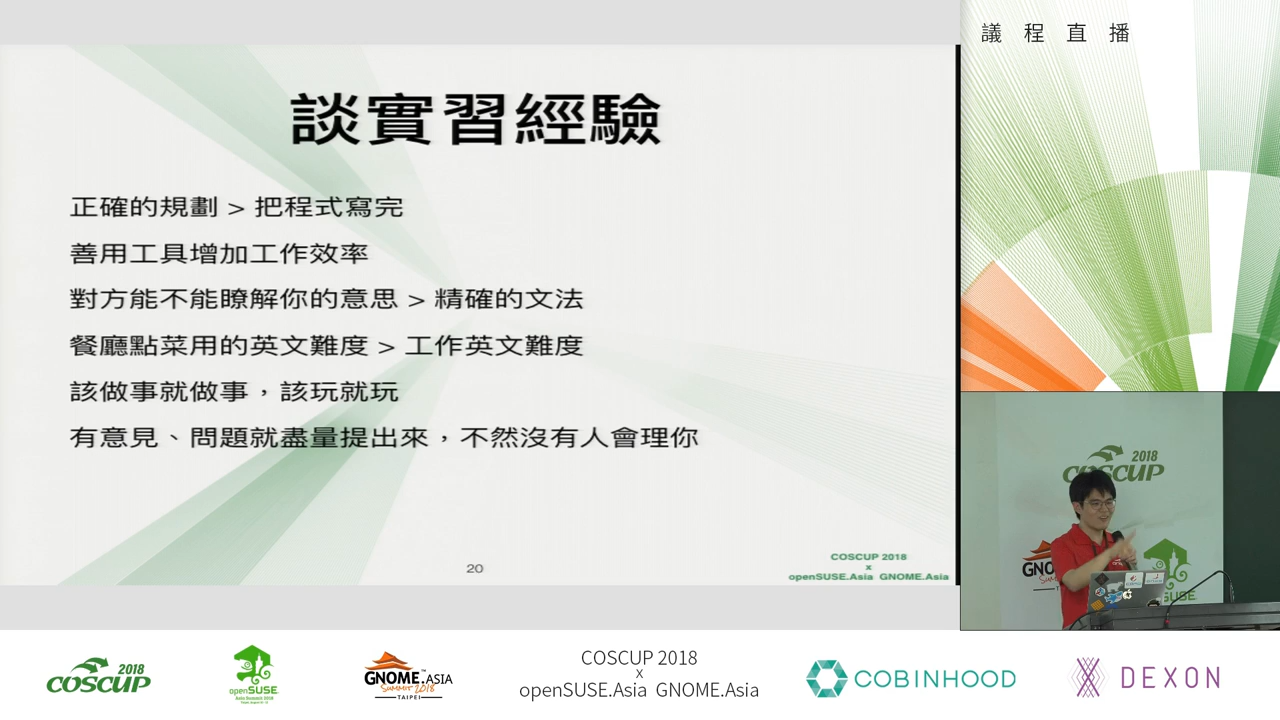 議程直播
談實習經驗
正確的規劃 > 把程式寫完
善用工具增加工作效率
對方能不能瞭解你的意思 > 精確的文法
餐廳點菜用的英文難度 > 工作英文難度
該做事就做事，該玩就玩
有意見、問題就盡量提出來，不然沒有人會理你
20
COSCUP 2018
x
openSUSE.Asia GNOME.Asia
2018
COSCUP
GNO
SUSE
2018
COSCUP
openSUSE
GNOME.ASIA
SUMMIT 2018
TAIPEI
COSCUP 2018
x
openSUSE.Asia GNOME.Asia
COBINHOOD
DEXON